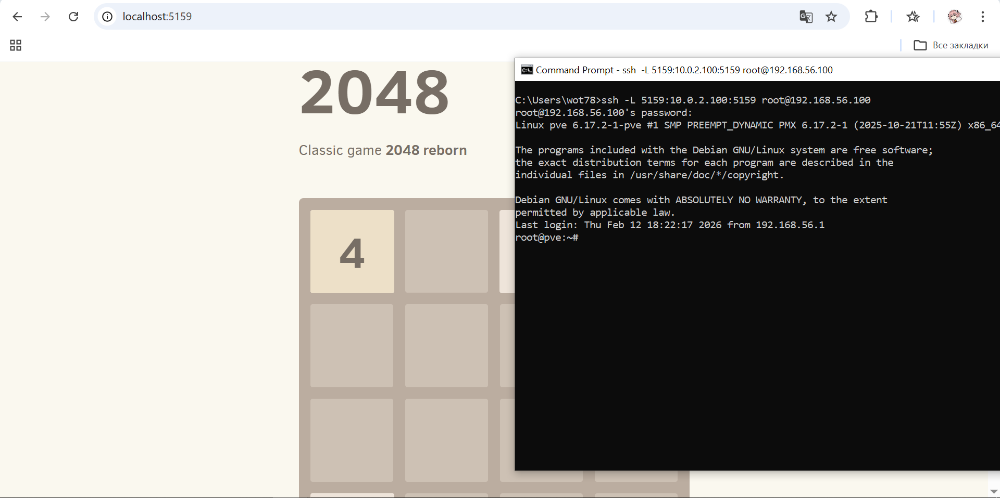 localhost:5159
Все закладки
2048
Classic game 2048 reborn
4
Command Prompt - ssh  -L 5159:10.0.2.100:5159 root@192.168.56.100
C:\Users\wot78>ssh -L 5159:10.0.2.100:5159 root@192.168.56.100
root@192.168.56.100's password:
Linux pve 6.17.2-1-pve #1 SMP PREEMPT_DYNAMIC PMX 6.17.2-1 (2025-10-21T11:55Z) x86_64
The programs included with the Debian GNU/Linux system are free software;
the exact distribution terms for each program are described in the
individual files in /usr/share/doc/*/copyright.
Debian GNU/Linux comes with ABSOLUTELY NO WARRANTY, to the extent
permitted by applicable law.
Last login: Thu Feb 12 18:22:17 2026 from 192.168.56.1
root@pve:~#